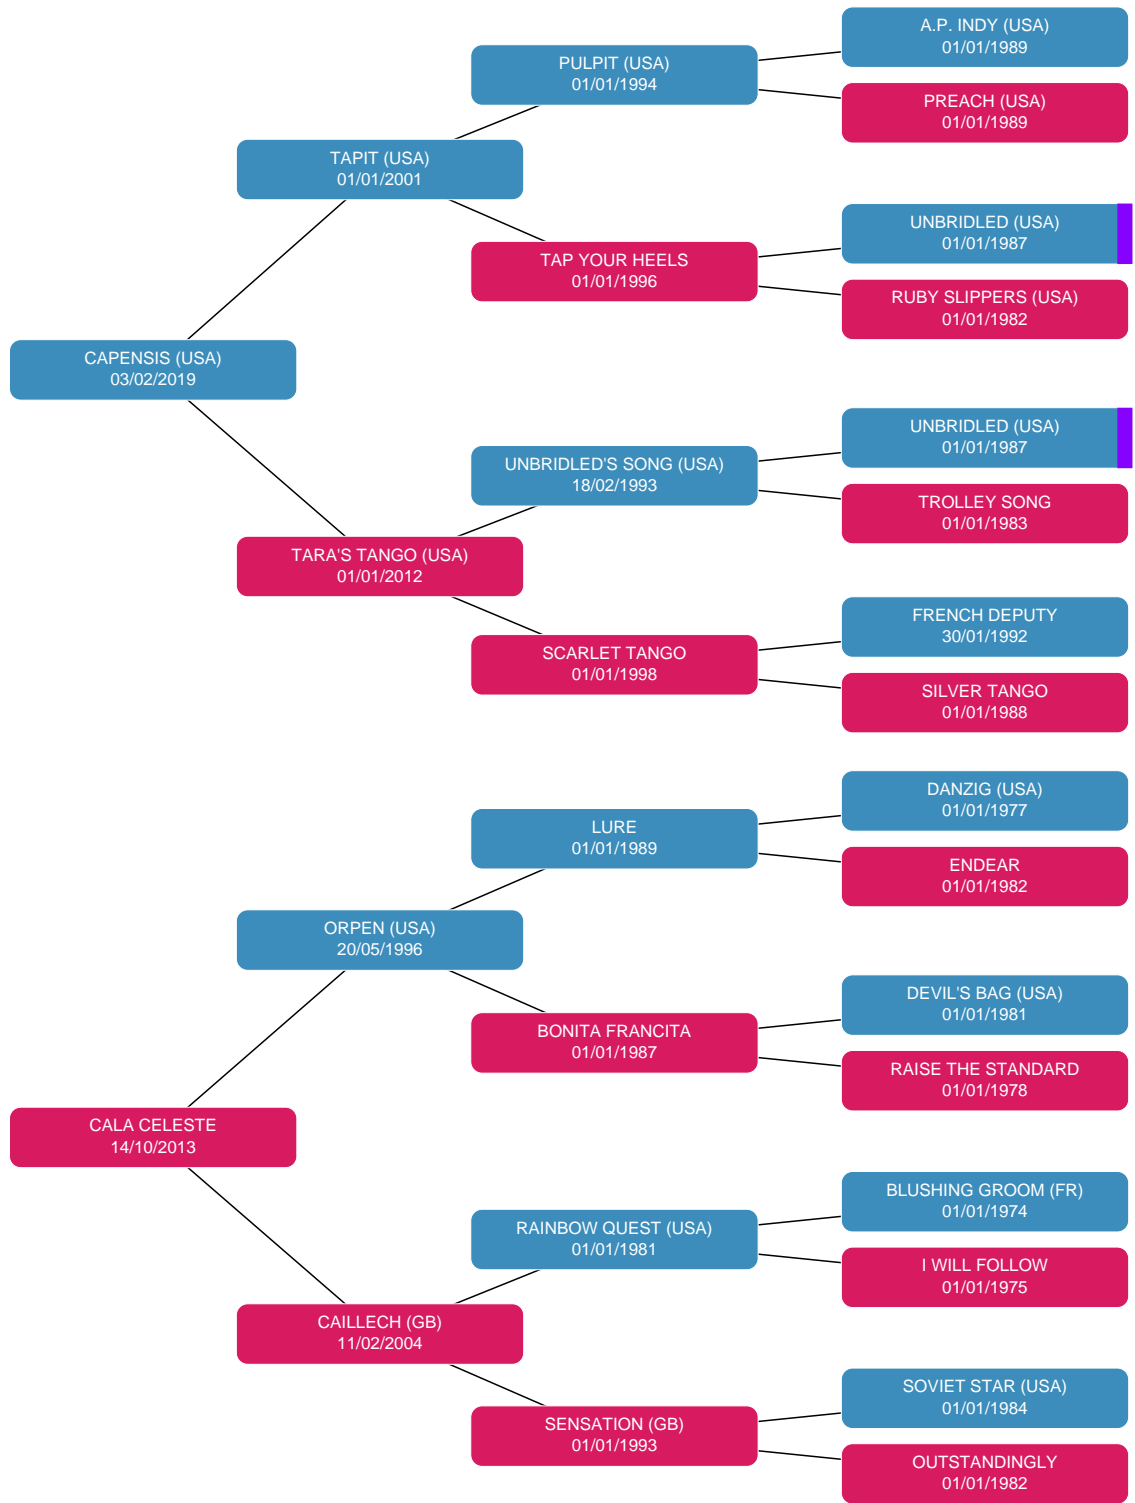 A.P. INDY (USA)
01/01/1989
PULPIT (USA)
01/01/1994
PREACH (USA)
01/01/1989
TAPIT (USA)
01/01/2001
UNBRIDLED (USA)
01/01/1987
TAP YOUR HEELS
01/01/1996
RUBY SLIPPERS (USA)
01/01/1982
CAPENSIS (USA)
03/02/2019
UNBRIDLED (USA)
01/01/1987
UNBRIDLED'S SONG (USA)
18/02/1993
TROLLEY SONG
01/01/1983
TARA'S TANGO (USA)
01/01/2012
FRENCH DEPUTY
30/01/1992
SCARLET TANGO
01/01/1998
SILVER TANGO
01/01/1988
DANZIG (USA)
01/01/1977
LURE
01/01/1989
ENDEAR
01/01/1982
ORPEN (USA)
20/05/1996
DEVIL'S BAG (USA)
01/01/1981
BONITA FRANCITA
01/01/1987
RAISE THE STANDARD
01/01/1978
CALA CELESTE
14/10/2013
BLUSHING GROOM (FR)
01/01/1974
RAINBOW QUEST (USA)
01/01/1981
I WILL FOLLOW
01/01/1975
CAILLECH (GB)
11/02/2004
SOVIET STAR (USA)
01/01/1984
SENSATION (GB)
01/01/1993
OUTSTANDINGLY
01/01/1982